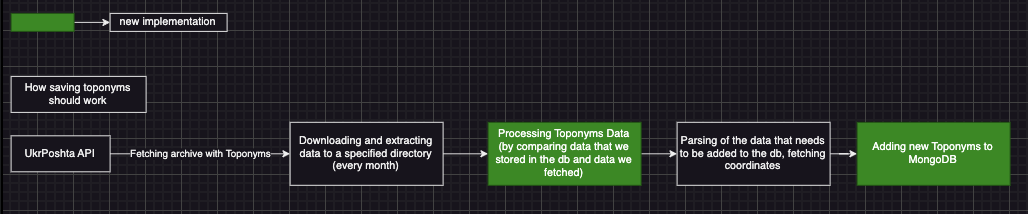 new implementation
How saving toponyms
should work
UkrPoshta API
Fetching archive with Toponyms
Downloading and extracting
data to a specified directory
(every month)
Processing Toponyms Data
(by comparing data that we
stored in the db and data we
fetched)
Parsing of the data that needs
to be added to the db, fetching
coordinates
Adding new Toponyms to
MongoDB